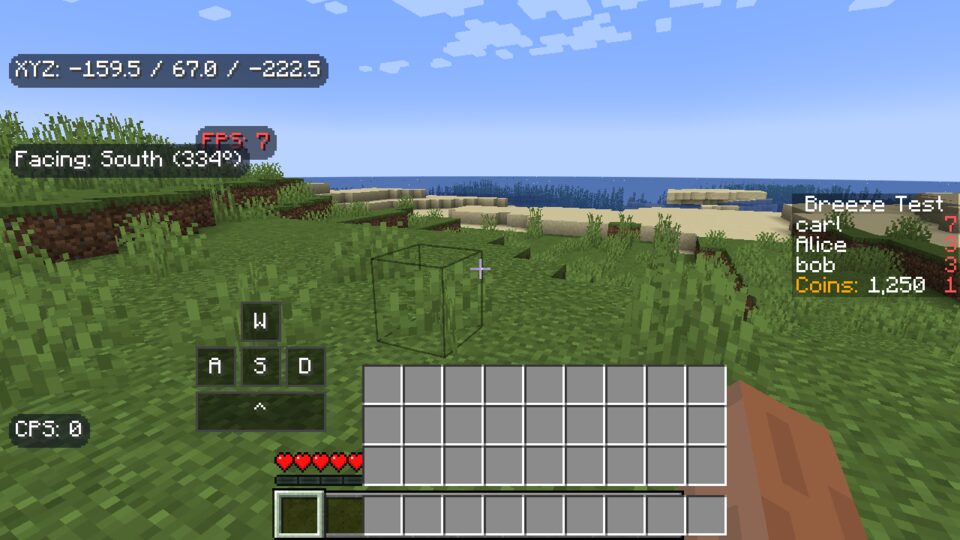 XYZ: -159.5 / 67.0 / -222.5
FPS: 7
Facing: South (334°)
Breeze Test
carl 7
Alice 3
bob 3
Coins: 1,250 1
W
A S D
^
CPS: 0